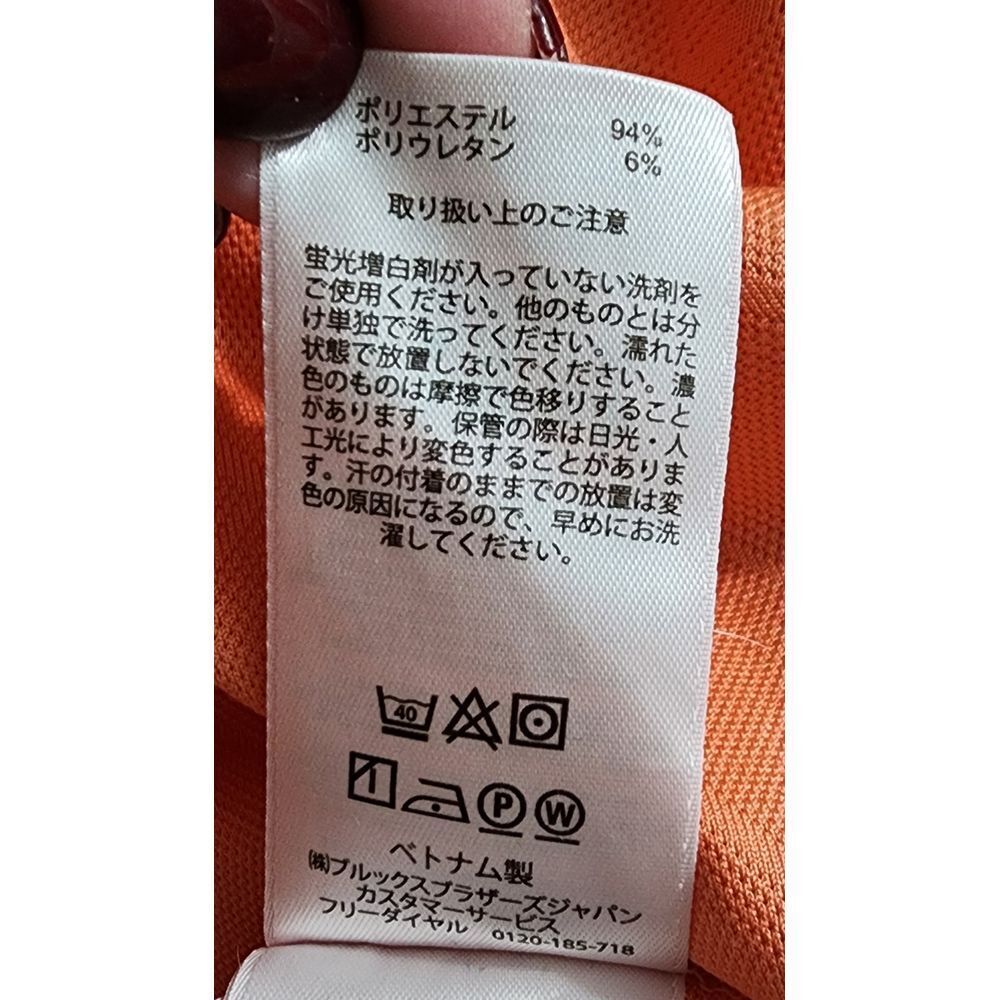 ポリエステル 94%
ポリウレタン 6%
取り扱い上のご注意
蛍光増白剤が入っていない洗剤を
ご使用ください。他のものとは分
け単独で洗ってください。濡れた
状態で放置しないでください。濃
色のものは摩擦で色移りすること
があります。保管の際は日光・人
工光により変色することがありま
す。汗の付着のままでの放置は変
色の原因になるので、早めにお洗
濯してください。
40
P W
ベトナム製
㈱ブルックスブラザーズジャパン
カスタマーサービス
フリーダイヤル 0120-185-718